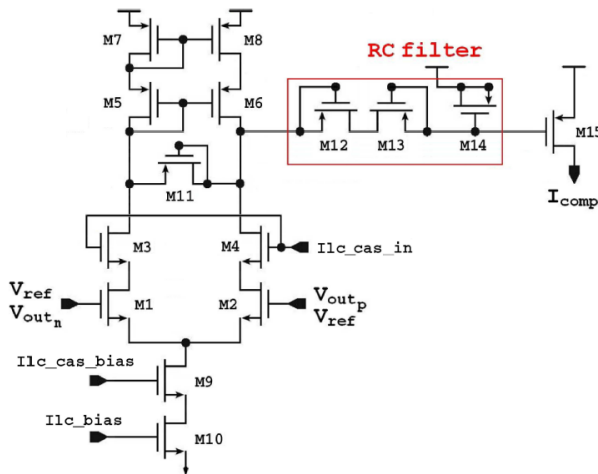 M7
M8
RC filter
M5
M6
M12
M13
M14
M15
M11
I_comp
M3
M4
Ilc_cas_in
V_ref
V_out_n
M1
M2
V_out_p
V_ref
Ilc_cas_bias
M9
Ilc_bias
M10